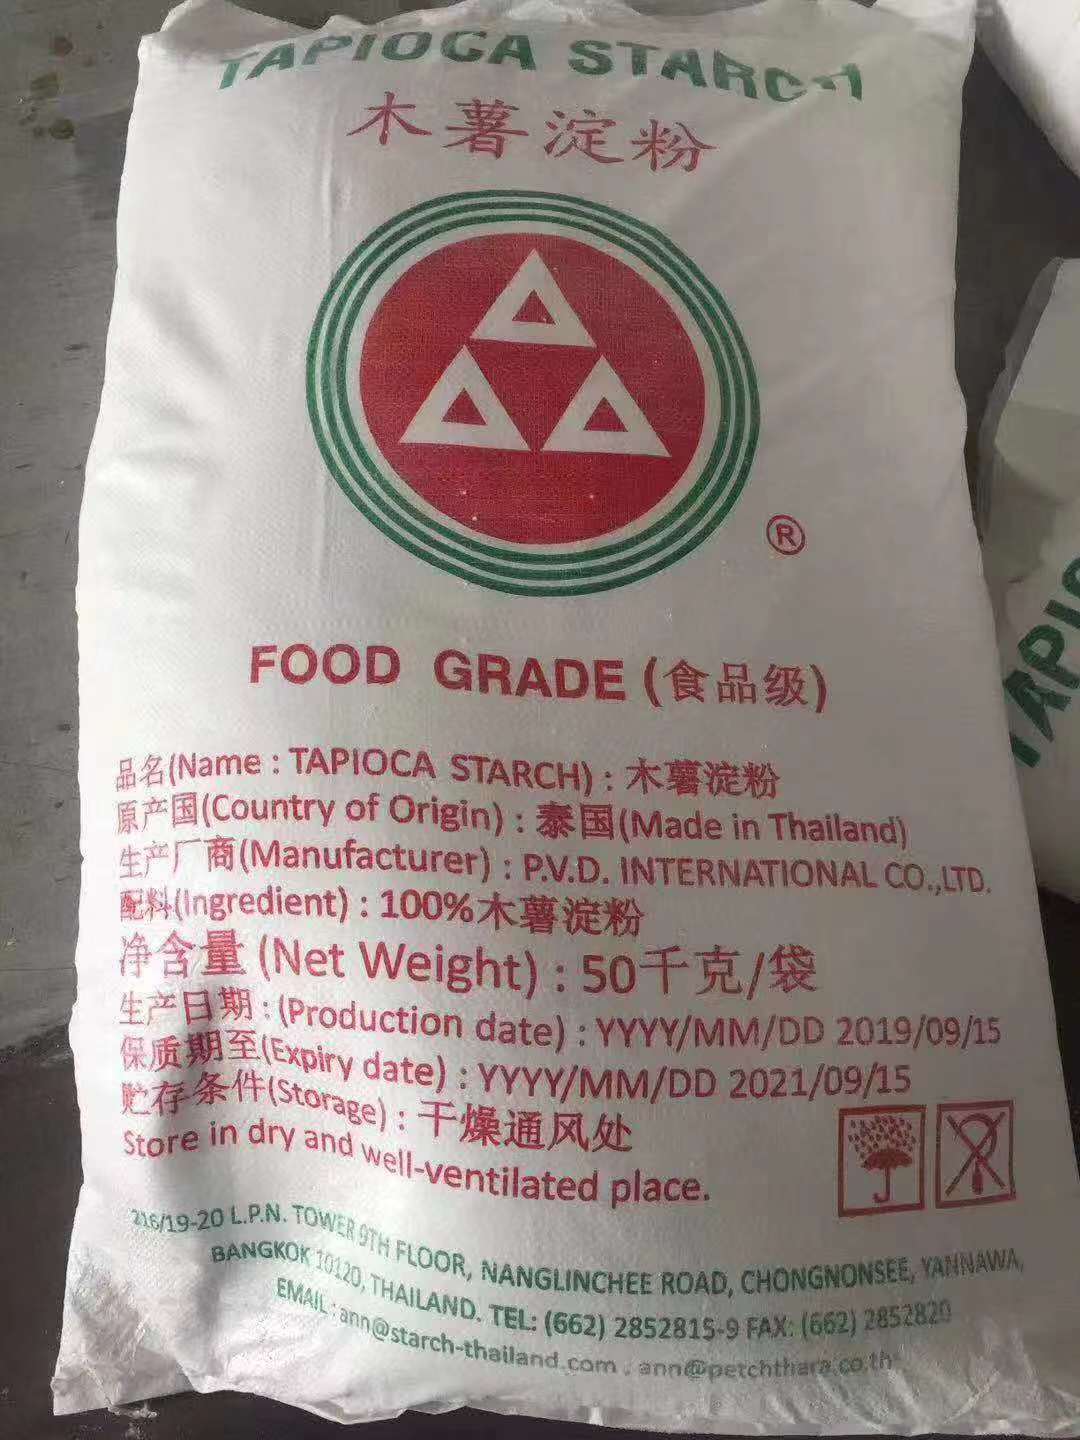 TAPIOCA STARCH
木薯淀粉
®
FOOD GRADE (食品级)
品名(Name : TAPIOCA STARCH) : 木薯淀粉
原产国(Country of Origin) : 泰国(Made in Thailand)
生产厂商(Manufacturer) : P.V.D. INTERNATIONAL CO.,LTD.
配料(Ingredient) : 100%木薯淀粉
净含量 (Net Weight) : 50千克/袋
生产日期 : (Production date) : YYYY/MM/DD 2019/09/15
保质期至(Expiry date) : YYYY/MM/DD 2021/09/15
贮存条件(Storage) : 干燥通风处
Store in dry and well-ventilated place.
216/19-20 L.P.N. TOWER 9TH FLOOR, NANGLINCHEE ROAD, CHONGNONSEE, YANNAWA,
BANGKOK 10120, THAILAND. TEL: (662) 2852815-9 FAX: (662) 2852820
EMAIL : ann@starch-thailand.com , ann@petchthara.co.th
TAPIO